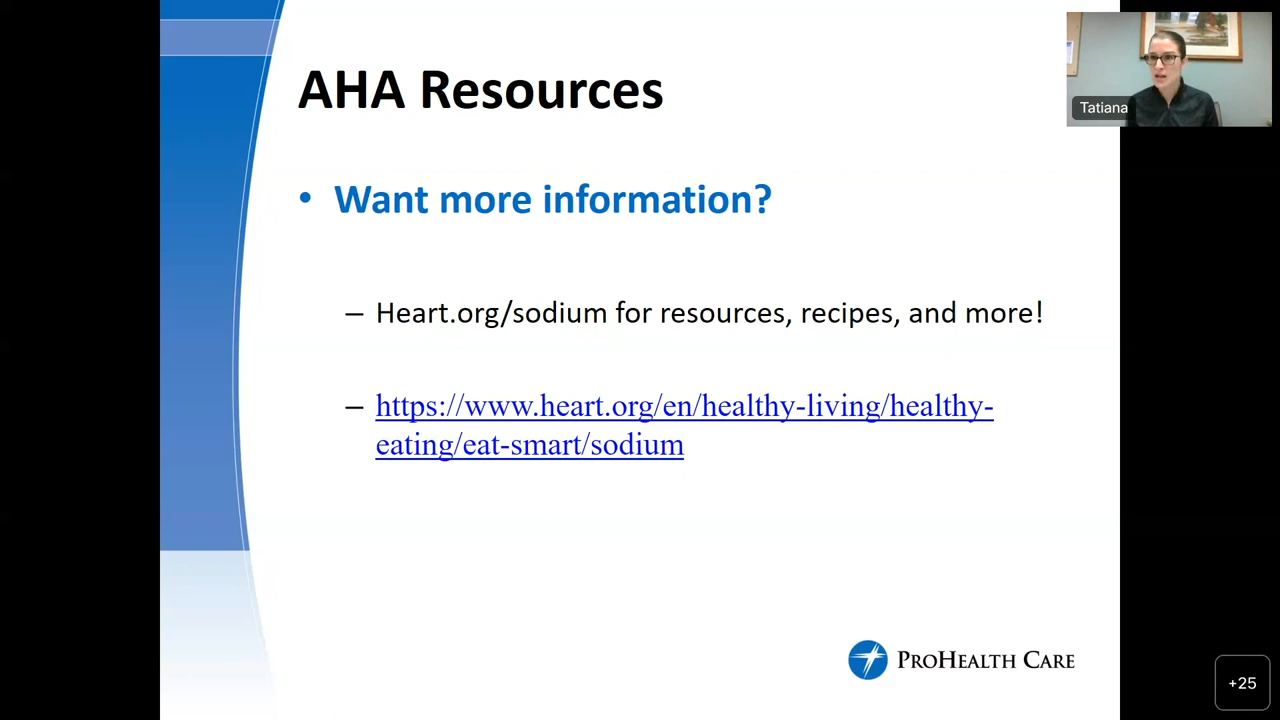 AHA Resources
Tatiana
• Want more information?
– Heart.org/sodium for resources, recipes, and more!
– https://www.heart.org/en/healthy-living/healthy-
eating/eat-smart/sodium
PROHEALTH CARE
+25